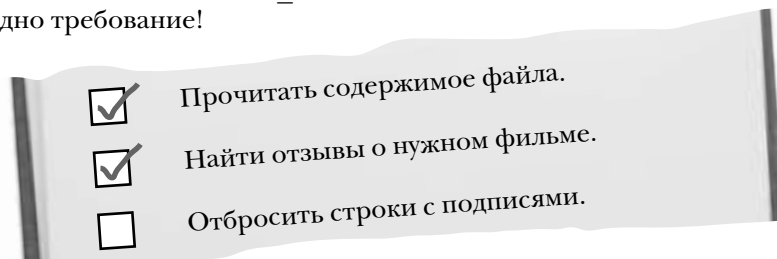 дно требование!
Прочитать содержимое файла.
Найти отзывы о нужном фильме.
Отбросить строки с подписями.